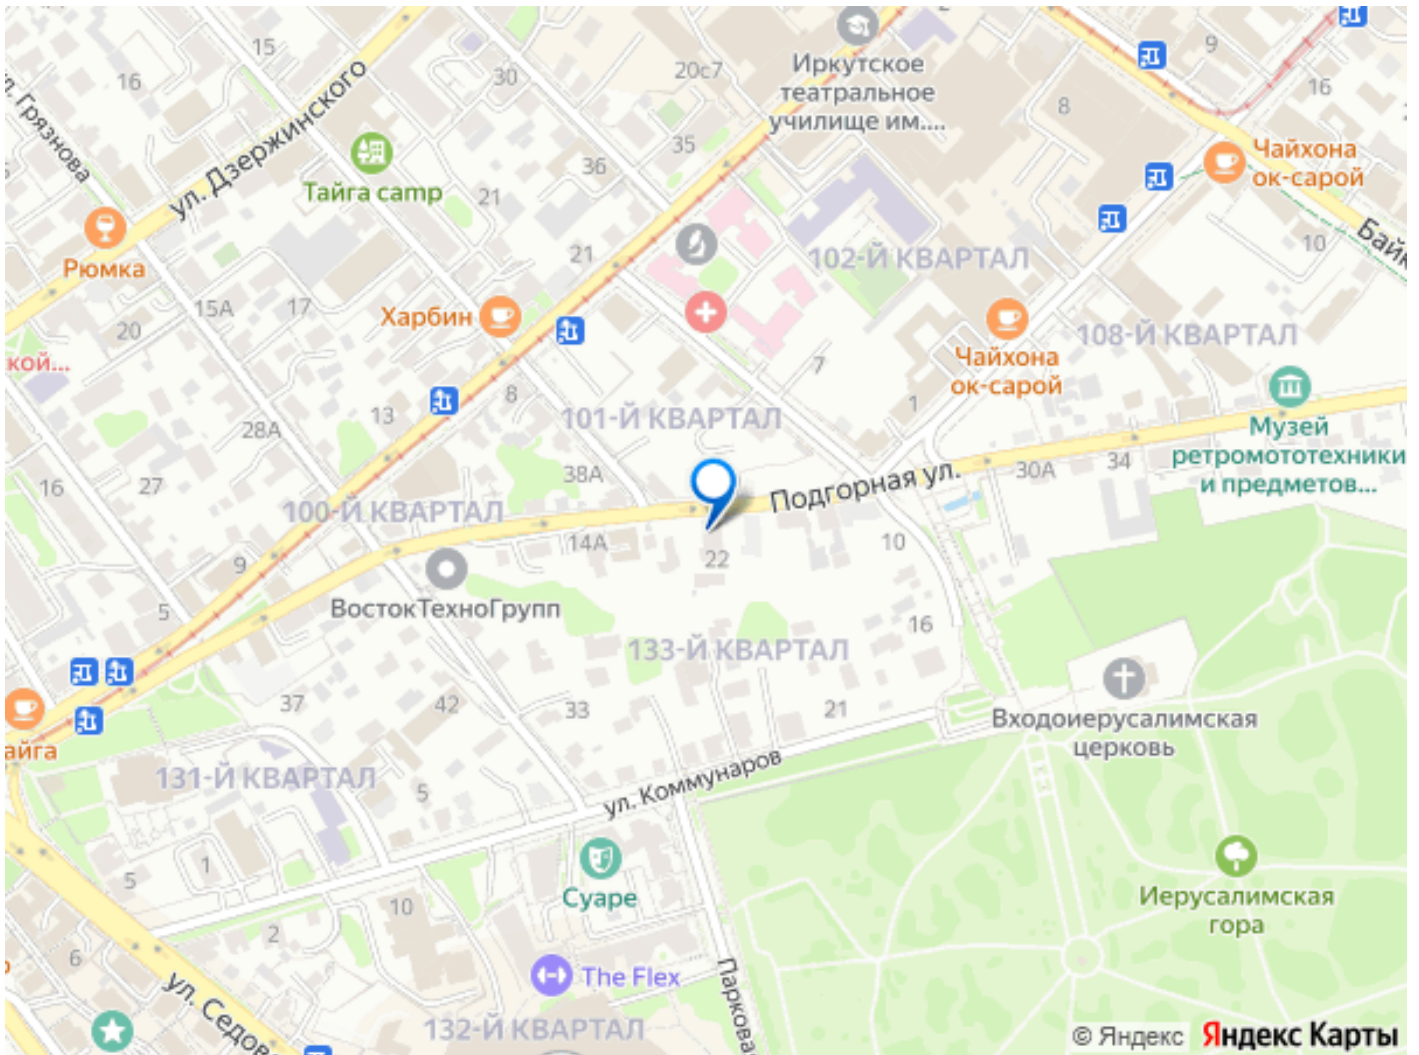 15
16
30
20с7
Иркутское
театральное
училище им....
9
16
8
ул. Дзержинского
Тайга camp
36
35
21
Чайхона
ок-сарой
Рюмка
15А
17
20
21
Харбин
102-Й КВАРТАЛ
10
кой...
Чайхона
ок-сарой
108-Й КВАРТАЛ
7
1
8
13
28А
101-Й КВАРТАЛ
Музей
ретромототехники
и предметов...
16
27
38А
30А
34
100-Й КВАРТАЛ
Подгорная ул.
14А
22
10
9
5
ВостокТехноГрупп
16
133-Й КВАРТАЛ
37
42
33
21
Входоиерусалимская
церковь
айга
131-Й КВАРТАЛ
5
ул. Коммунаров
1
5
Суаре
Иерусалимская
гора
10
2
6
ул. Седов
The Flex
Паркова
132-Й КВАРТАЛ
© Яндекс Яндекс Карты